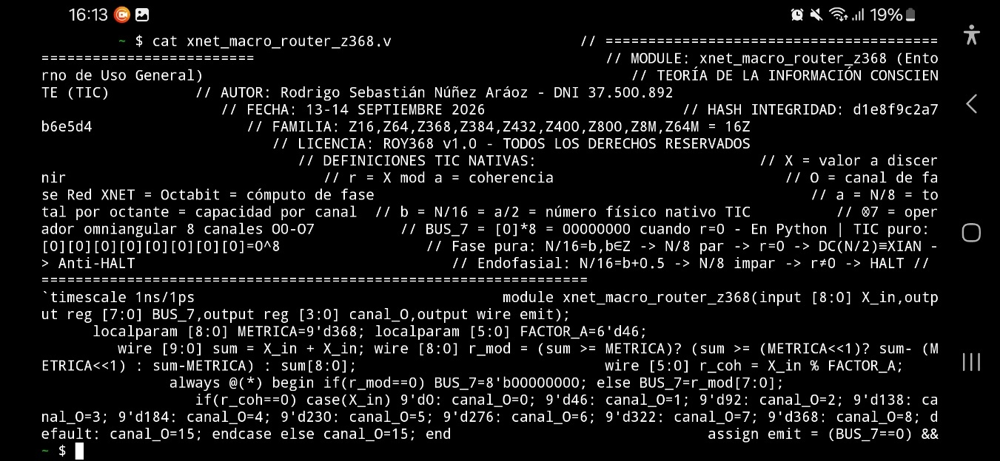 16:13 19%
~ $ cat xnet_macro_router_z368.v // =======================================
========================= // MODULE: xnet_macro_router_z368 (Ento
rno de Uso General) // TEORÍA DE LA INFORMACIÓN CONSCIEN
TE (TIC) // AUTOR: Rodrigo Sebastián Núñez Aráoz - DNI 37.500.892
// FECHA: 13-14 SEPTIEMBRE 2026 // HASH INTEGRIDAD: d1e8f9c2a7
b6e5d4 // FAMILIA: Z16,Z64,Z368,Z384,Z432,Z400,Z800,Z8M,Z64M = 16Z
// LICENCIA: ROY368 v1.0 - TODOS LOS DERECHOS RESERVADOS
// DEFINICIONES TIC NATIVAS: // X = valor a discer
nir // r = X mod a = coherencia // O = canal de fa
se Red XNET = Octabit = cómputo de fase // a = N/8 = to
tal por octante = capacidad por canal // b = N/16 = a/2 = número físico nativo TIC // ⊗7 = oper
ador omniangular 8 canales O0-O7 // BUS_7 = [0]*8 = 00000000 cuando r=0 - En Python | TIC puro:
[0][0][0][0][0][0][0][0]=0^8 // Fase pura: N/16=b,b∈Z -> N/8 par -> r=0 -> DC(N/2)≡XIAN -
> Anti-HALT // Endofasial: N/16=b+0.5 -> N/8 impar -> r≠0 -> HALT //
================================================================
`timescale 1ns/1ps module xnet_macro_router_z368(input [8:0] X_in,outp
ut reg [7:0] BUS_7,output reg [3:0] canal_O,output wire emit);
localparam [8:0] METRICA=9'd368; localparam [5:0] FACTOR_A=6'd46;
wire [9:0] sum = X_in + X_in; wire [8:0] r_mod = (sum >= METRICA)? (sum >= (METRICA<<1)? sum- (M
ETRICA<<1) : sum-METRICA) : sum[8:0]; wire [5:0] r_coh = X_in % FACTOR_A;
always @(*) begin if(r_mod==0) BUS_7=8'b00000000; else BUS_7=r_mod[7:0];
if(r_coh==0) case(X_in) 9'd0: canal_O=0; 9'd46: canal_O=1; 9'd92: canal_O=2; 9'd138: ca
nal_O=3; 9'd184: canal_O=4; 9'd230: canal_O=5; 9'd276: canal_O=6; 9'd322: canal_O=7; 9'd368: canal_O=8; d
efault: canal_O=15; endcase else canal_O=15; end assign emit = (BUS_7==0) &&
~ $